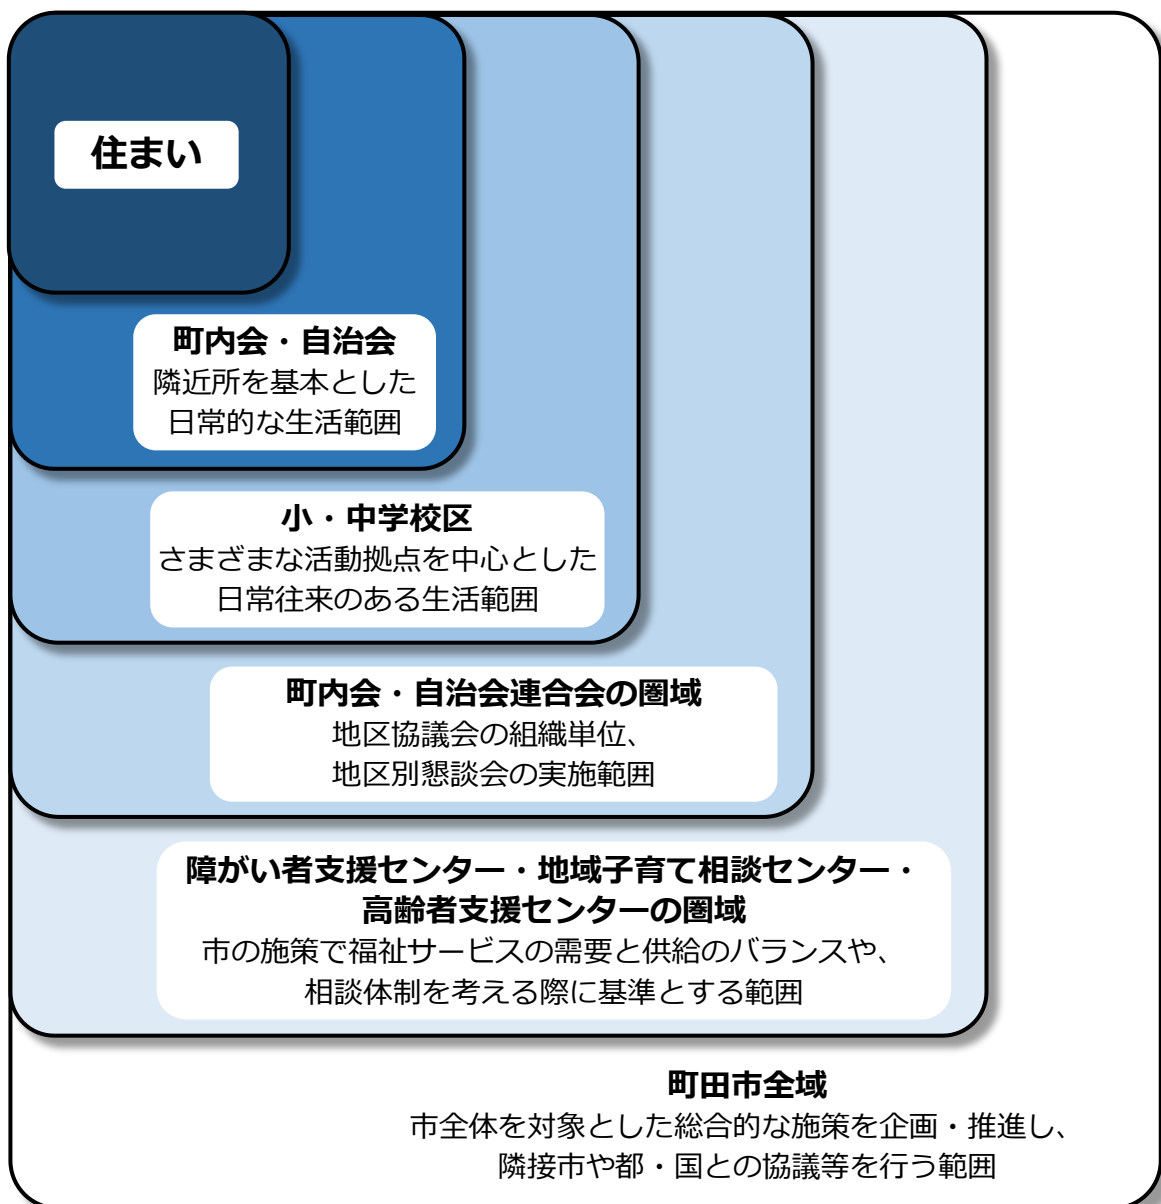 住まい
町内会・自治会
隣近所を基本とした
日常的な生活範囲
小・中学校区
さまざまな活動拠点を中心とした
日常往来のある生活範囲
町内会・自治会連合会の圏域
地区協議会の組織単位、
地区別懇談会の実施範囲
障がい者支援センター・地域子育て相談センター・
高齢者支援センターの圏域
市の施策で福祉サービスの需要と供給のバランスや、
相談体制を考える際に基準とする範囲
町田市全域
市全体を対象とした総合的な施策を企画・推進し、
隣接市や都・国との協議等を行う範囲